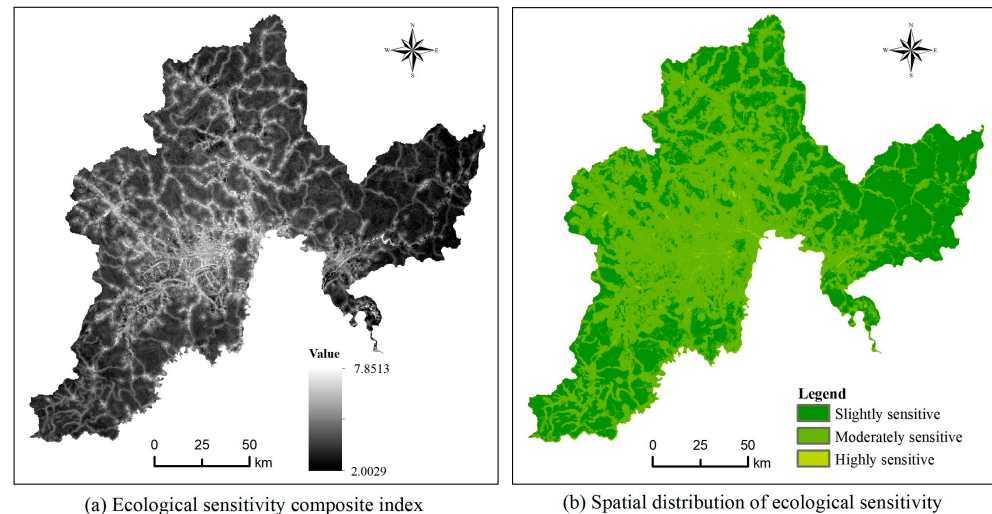 N
W E
S
Value
7.8513
2.0029
0 25 50
km
(a) Ecological sensitivity composite index
N
W E
S
Legend
Slightly sensitive
Moderately sensitive
Highly sensitive
0 25 50
km
(b) Spatial distribution of ecological sensitivity